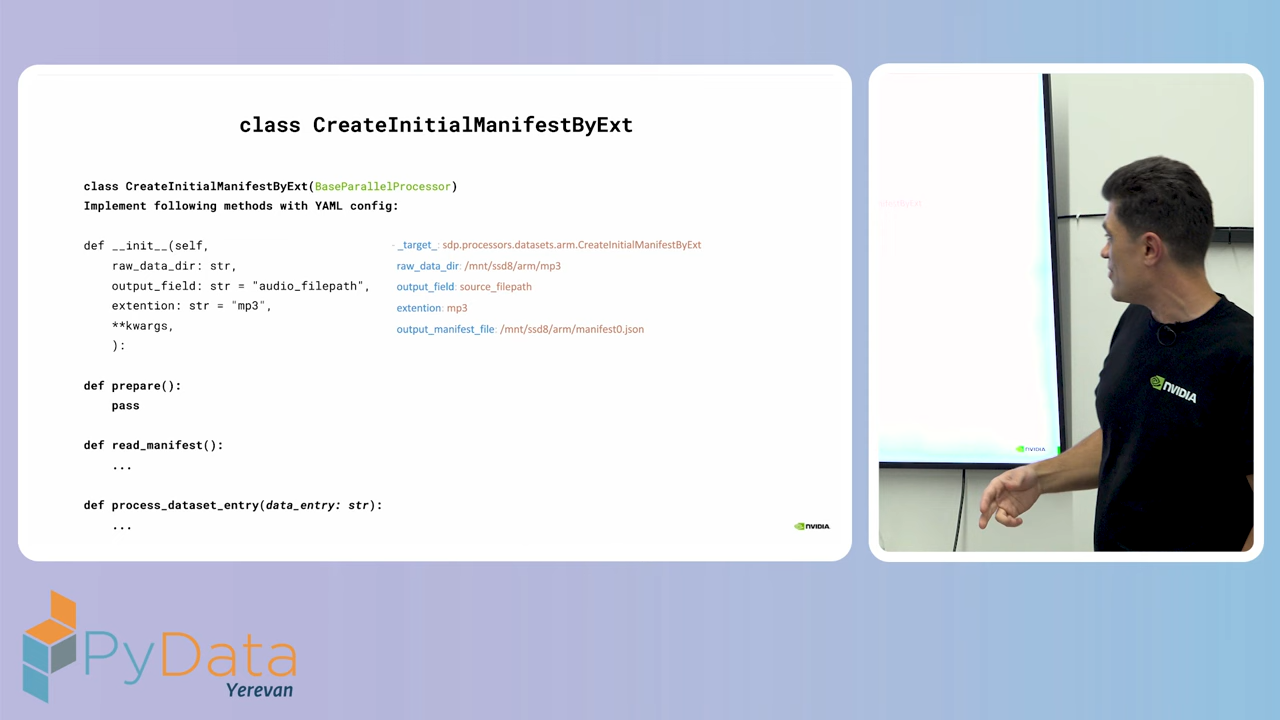 class CreateInitialManifestByExt
class CreateInitialManifestByExt(BaseParallelProcessor)
Implement following methods with YAML config:
def __init__(self,
raw_data_dir: str,
output_field: str = "audio_filepath",
extention: str = "mp3",
**kwargs,
):
- _target_: sdp.processors.datasets.arm.CreateInitialManifestByExt
raw_data_dir: /mnt/ssd8/arm/mp3
output_field: source_filepath
extention: mp3
output_manifest_file: /mnt/ssd8/arm/manifest0.json
def prepare():
pass
def read_manifest():
...
def process_dataset_entry(data_entry: str):
...
NVIDIA
NVIDIA
NVIDIA
PyData
Yerevan